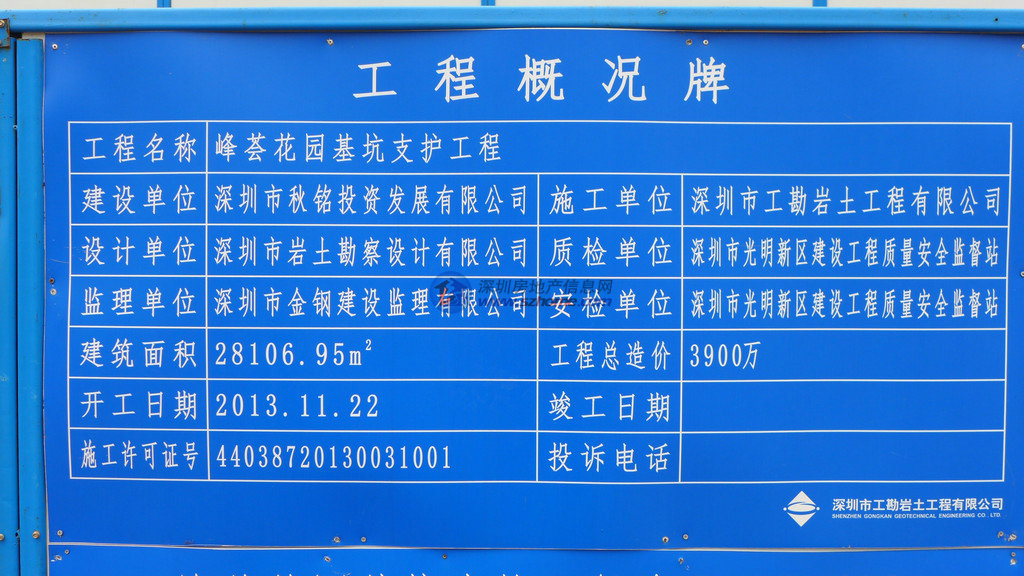 工程概况牌
工程名称 峰荟花园基坑支护工程
建设单位 深圳市秋铭投资发展有限公司 施工单位 深圳市工勘岩土工程有限公司
设计单位 深圳市岩土勘察设计有限公司 质检单位 深圳市光明新区建设工程质量安全监督站
监理单位 深圳市金钢建设监理有限公司 安检单位 深圳市光明新区建设工程质量安全监督站
深圳房地产信息网
建筑面积 28106.95m² 工程总造价 3900万
开工日期 2013.11.22 竣工日期
施工许可证号 44038720130031001 投诉电话
深圳市工勘岩土工程有限公司
SHENZHEN GONGKAN GEOTECHNICAL ENGINEERING CO., LTD.